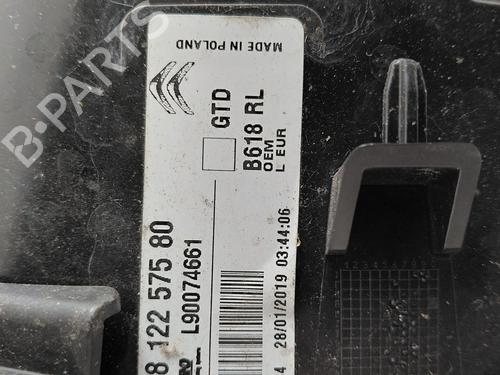 B-PARTS
MADE IN POLAND
GTD
B618 RL
OEM
L EUR
8 122 575 80
L90074661
4 28/01/2019 03:44:06